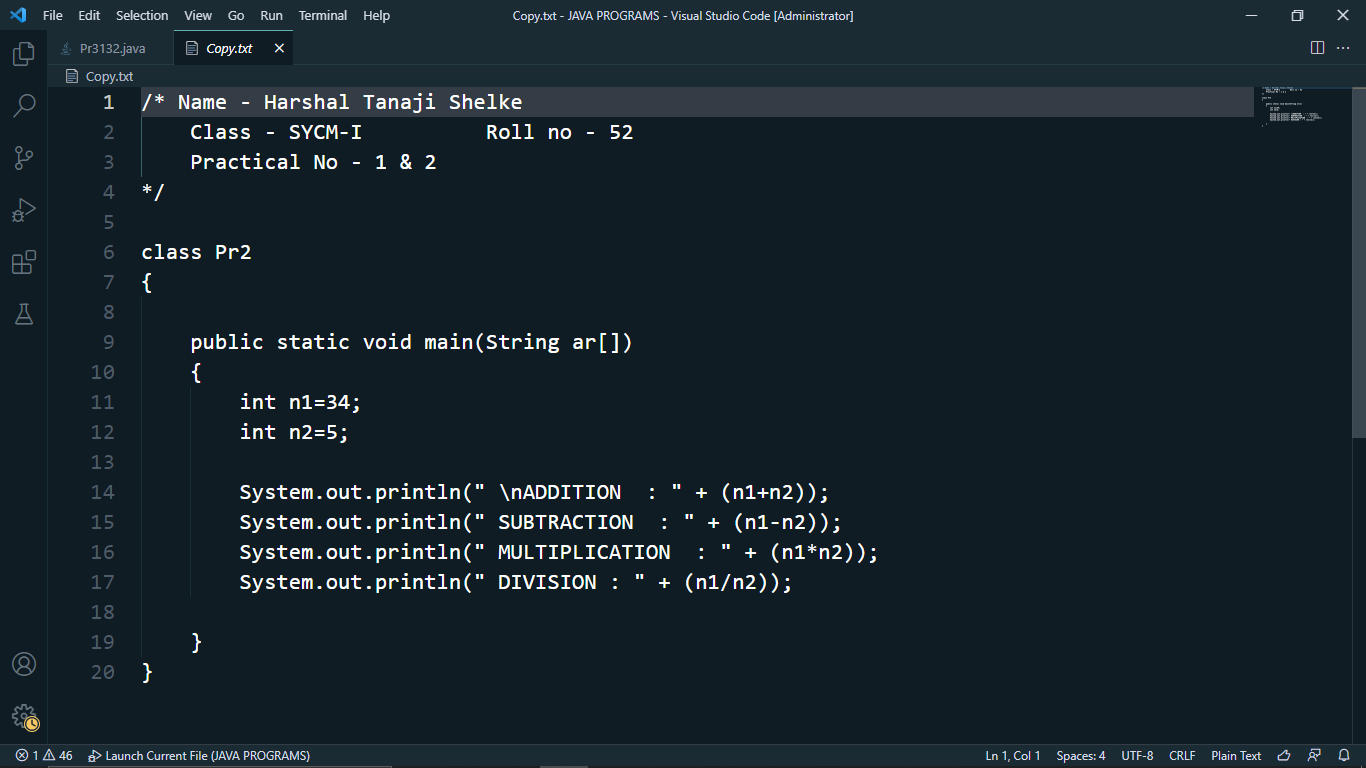 File Edit Selection View Go Run Terminal Help Copy.txt - JAVA PROGRAMS - Visual Studio Code [Administrator]
Pr3132.java Copy.txt
Copy.txt
1 /* Name - Harshal Tanaji Shelke
2 Class - SYCM-I Roll no - 52
3 Practical No - 1 & 2
4 */
5
6 class Pr2
7 {
8
9 public static void main(String ar[])
10 {
11 int n1=34;
12 int n2=5;
13
14 System.out.println(" \nADDITION  : " + (n1+n2));
15 System.out.println(" SUBTRACTION  : " + (n1-n2));
16 System.out.println(" MULTIPLICATION  : " + (n1*n2));
17 System.out.println(" DIVISION : " + (n1/n2));
18
19 }
20 }
1 46 Launch Current File (JAVA PROGRAMS) Ln 1, Col 1 Spaces: 4 UTF-8 CRLF Plain Text